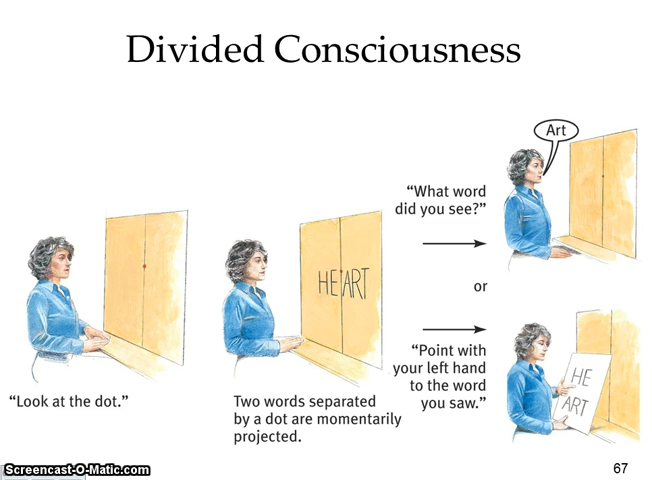 Divided Consciousness
"Look at the dot."
HE·ART
Two words separated
by a dot are momentarily
projected.
"What word
did you see?"
Art
or
"Point with
your left hand
to the word
you saw."
HE
ART
Screencast-O-Matic.com
67